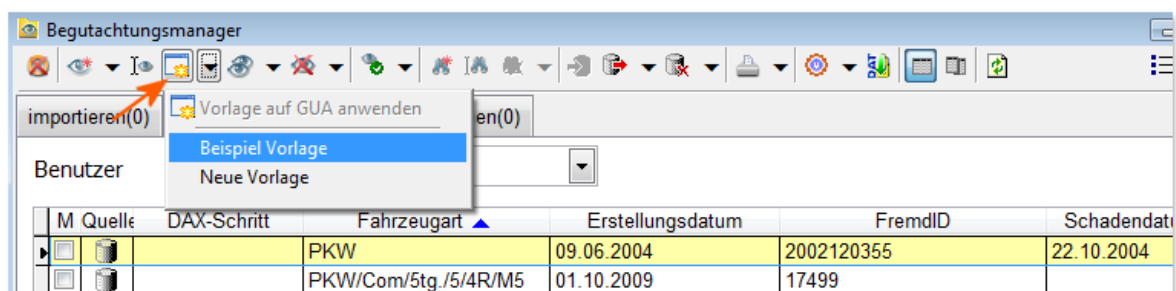 Begutachtungsmanager
importieren(0)
en(0)
Vorlage auf GUA anwenden
Beispiel Vorlage
Neue Vorlage
Benutzer
M Quelle DAX-Schritt Fahrzeugart Erstellungsdatum FremdID Schadendat
PKW 09.06.2004 2002120355 22.10.2004
PKW/Com/5tg./5/4R/M5 01.10.2009 17499